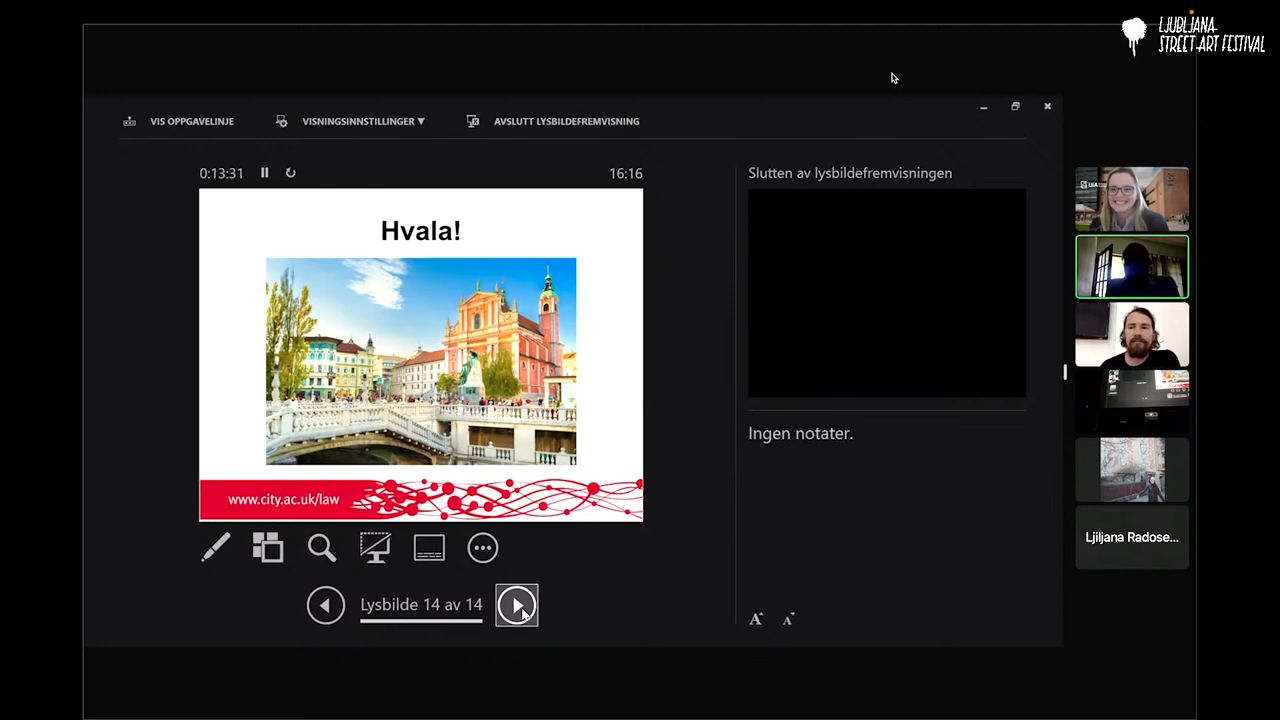 LJUBLJANA
STREET ART FESTIVAL
VIS OPPGAVELINJE
VISNINGSINNSTILLINGER ▼
AVSLUTT LYSBILDEFREMVISNING
0:13:31
16:16
Slutten av lysbildefremvisningen
Hvala!
www.city.ac.uk/law
Ingen notater.
Lysbilde 14 av 14
A A
UiA
Ljiljana Radose...